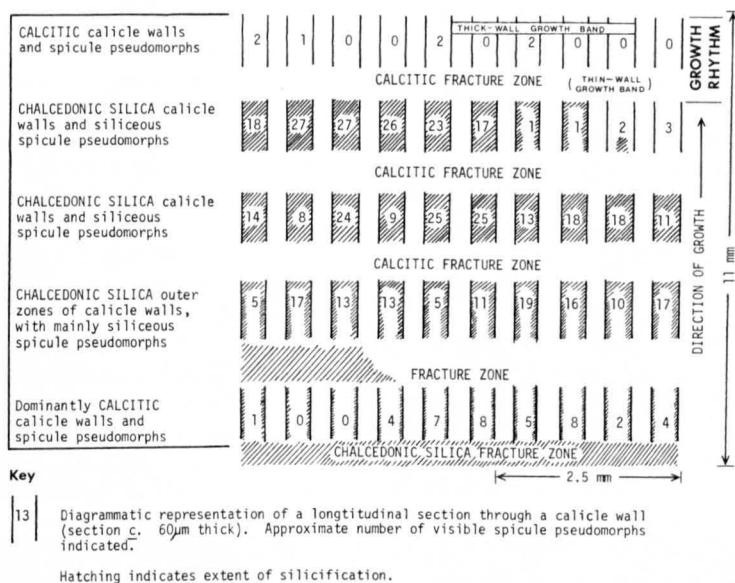 CALCITIC calicle walls
and spicule pseudomorphs
2 1 0 0 2 0 2 0 0 0
THICK-WALL GROWTH BAND
GROWTH
RHYTHM
CALCITIC FRACTURE ZONE
( THIN-WALL
GROWTH BAND )
CHALCEDONIC SILICA calicle
walls and siliceous
spicule pseudomorphs
18 27 27 26 23 17 1 1 2 3
CALCITIC FRACTURE ZONE
CHALCEDONIC SILICA calicle
walls and siliceous
spicule pseudomorphs
14 8 24 9 25 25 13 18 18 11
CALCITIC FRACTURE ZONE
CHALCEDONIC SILICA outer
zones of calicle walls,
with mainly siliceous
spicule pseudomorphs
5 17 13 13 5 11 19 16 10 17
FRACTURE ZONE
Dominantly CALCITIC
calicle walls and
spicule pseudomorphs
1 0 0 4 7 8 5 8 2 4
CHALCEDONIC SILICA FRACTURE ZONE
DIRECTION OF GROWTH
11 mm
2.5 mm
Key
13
Diagrammatic representation of a longtitudinal section through a calicle wall
(section c. 60μm thick). Approximate number of visible spicule pseudomorphs
indicated.
Hatching indicates extent of silicification.